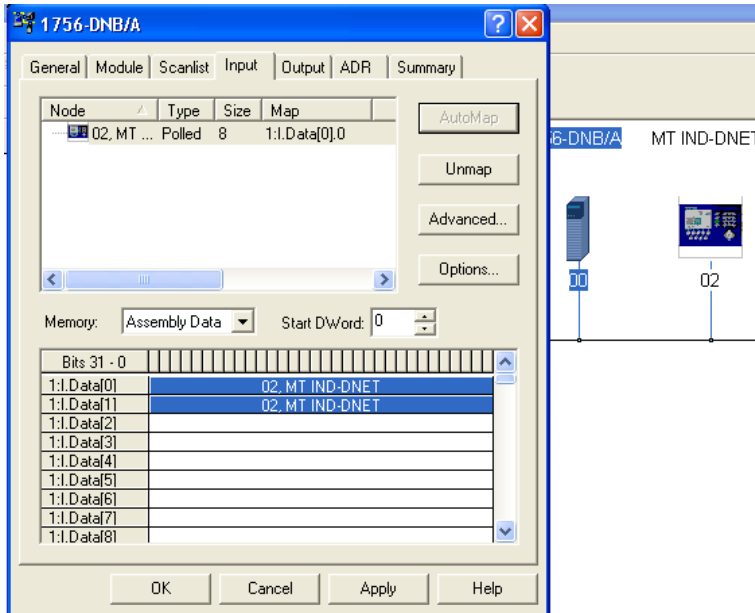 1756-DNB/A
General Module Scanlist Input Output ADR Summary
Node Type Size Map
02, MT ... Polled 8 1:I.Data[0].0
AutoMap
Unmap
Advanced...
Options...
Memory: Assembly Data Start DWord: 0
Bits 31 - 0
1:I.Data[0] 02, MT IND-DNET
1:I.Data[1] 02, MT IND-DNET
1:I.Data[2]
1:I.Data[3]
1:I.Data[4]
1:I.Data[5]
1:I.Data[6]
1:I.Data[7]
1:I.Data[8]
OK Cancel Apply Help
56-DNB/A MT IND-DNET
00 02